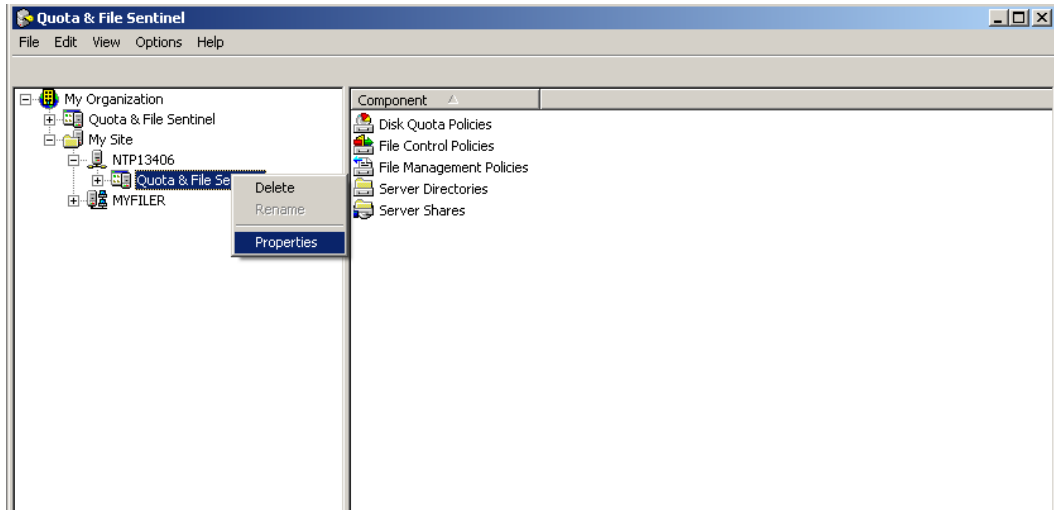 Quota & File Sentinel
File Edit View Options Help
My Organization
Quota & File Sentinel
My Site
NTP13406
Quota & File Se
MYFILER
Delete
Rename
Properties
Component
Disk Quota Policies
File Control Policies
File Management Policies
Server Directories
Server Shares